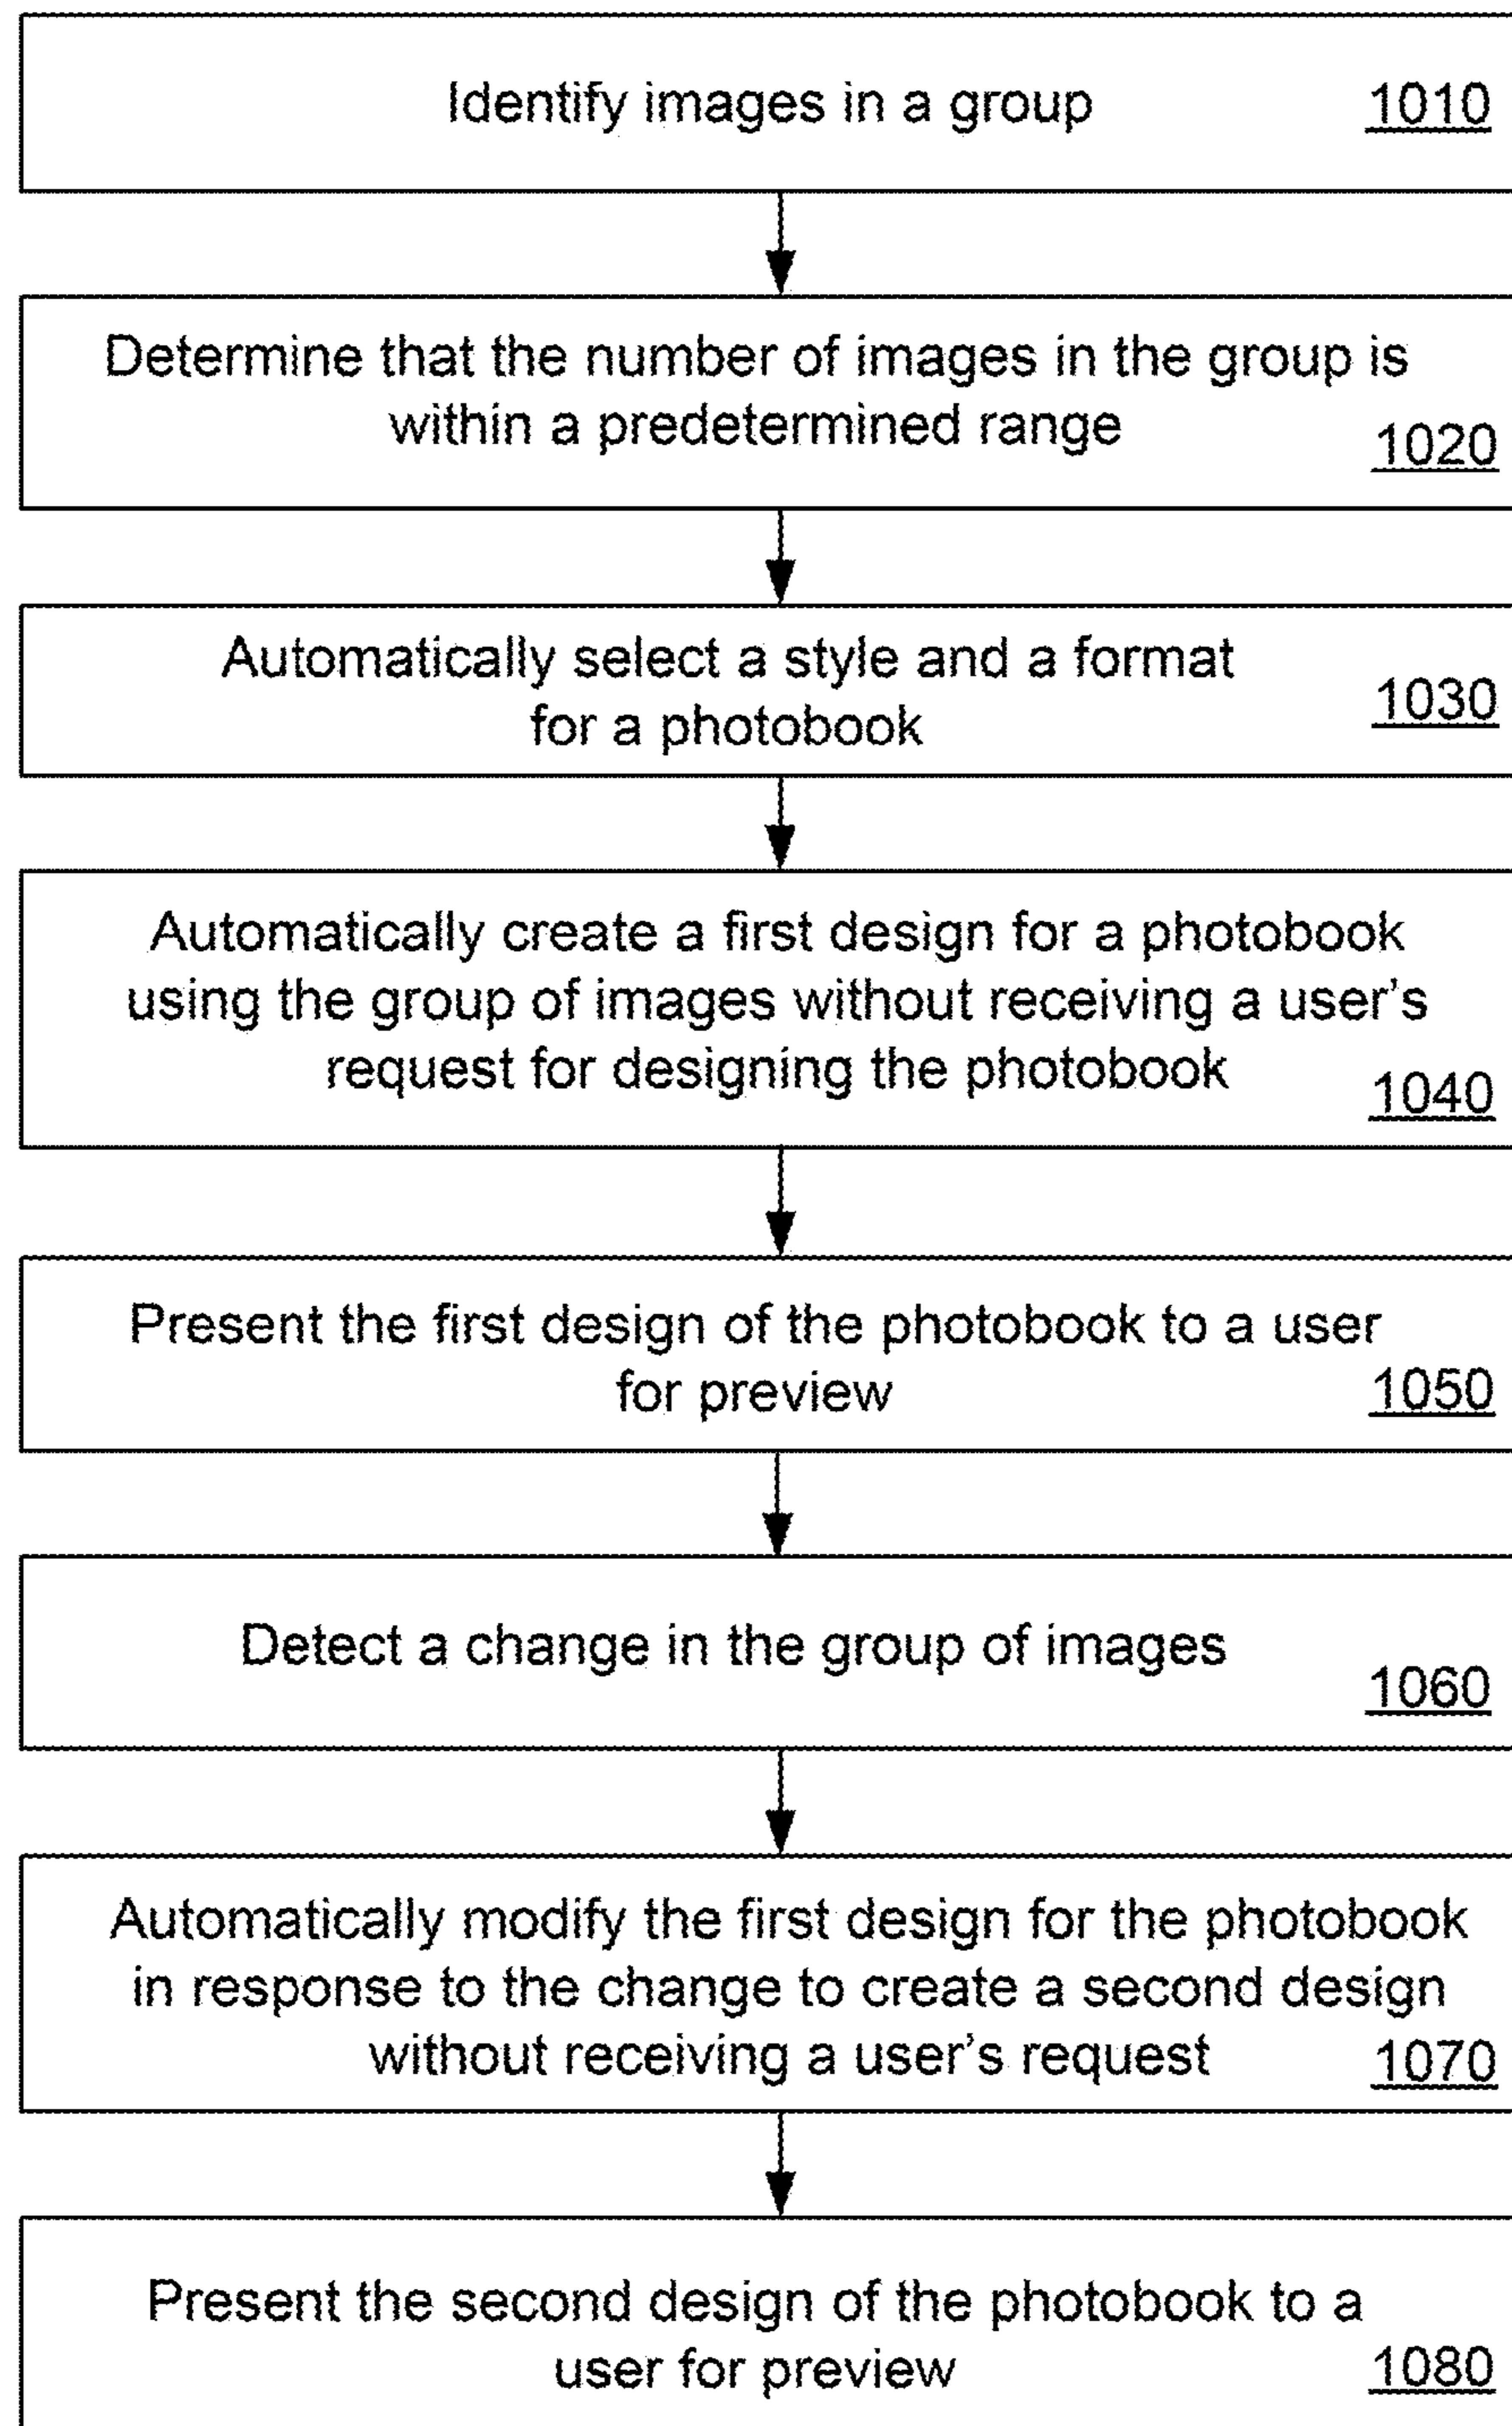 Identify images in a group 1010
Determine that the number of images in the group is
within a predetermined range 1020
Automatically select a style and a format
for a photobook 1030
Automatically create a first design for a photobook
using the group of images without receiving a user's
request for designing the photobook 1040
Present the first design of the photobook to a user
for preview 1050
Detect a change in the group of images
1060
Automatically modify the first design for the photobook
in response to the change to create a second design
without receiving a user's request 1070
Present the second design of the photobook to a
user for preview 1080